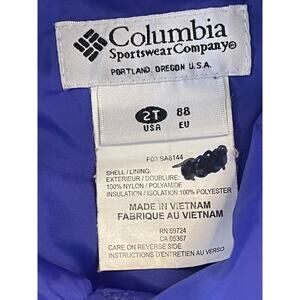 Columbia
Sportswear Company®
PORTLAND, OREGON U.S.A.
2T 88
USA EU
F03 SA8144
SHELL / LINING:
EXTERIEUR / DOUBLURE:
100% NYLON / POLYAMIDE
INSULATION / ISOLATION:100% POLYESTER
MADE IN VIETNAM
FABRIQUE AU VIETNAM
RN 69724
CA 05367
CARE ON REVERSE SIDE
INSTRUCTIONS D'ENTRETIEN AU VERSO